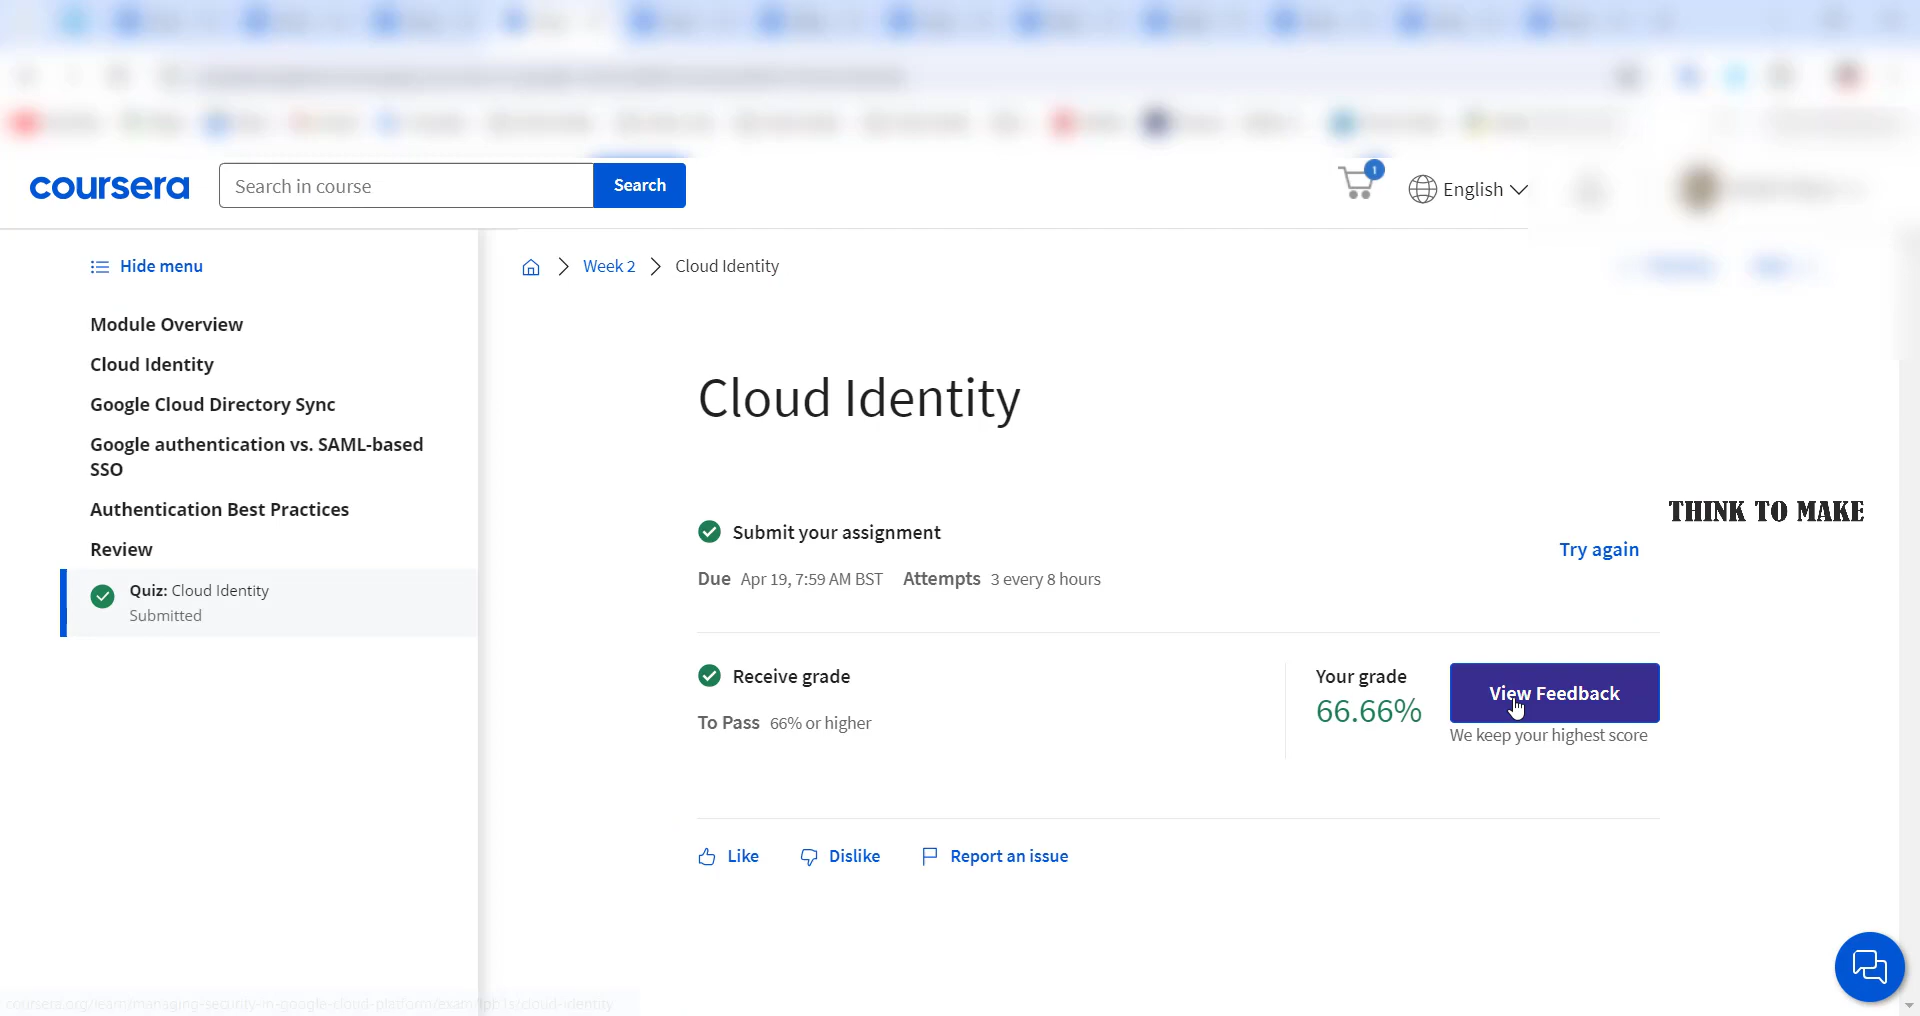 coursera
Search in course
Search
1
English
Hide menu
Week 2
Cloud Identity
Module Overview
Cloud Identity
Google Cloud Directory Sync
Google authentication vs. SAML-based
SSO
Authentication Best Practices
Review
Quiz: Cloud Identity
Submitted
Cloud Identity
THINK TO MAKE
Submit your assignment
Try again
Due Apr 19, 7:59 AM BST Attempts 3 every 8 hours
Receive grade
To Pass 66% or higher
Your grade
66.66%
View Feedback
We keep your highest score
Like
Dislike
Report an issue